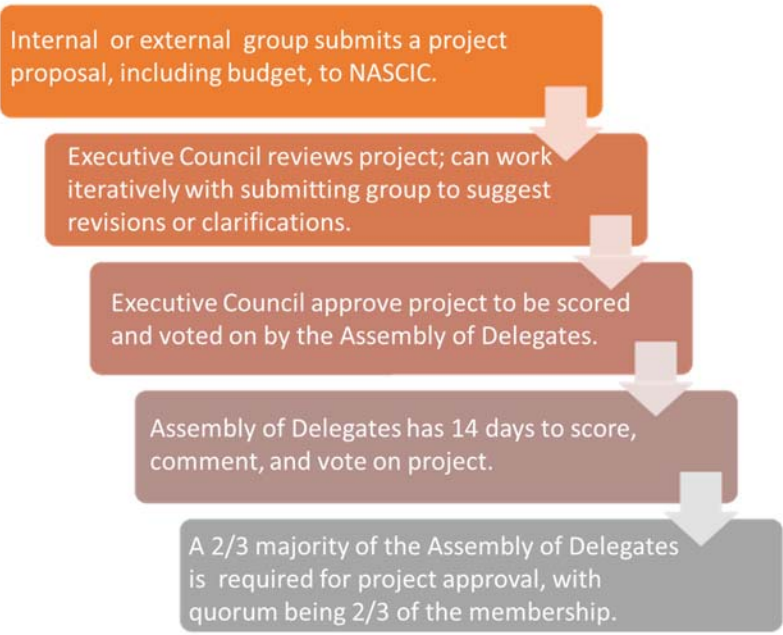 Internal or external group submits a project
proposal, including budget, to NASCIC.
Executive Council reviews project; can work
iteratively with submitting group to suggest
revisions or clarifications.
Executive Council approve project to be scored
and voted on by the Assembly of Delegates.
Assembly of Delegates has 14 days to score,
comment, and vote on project.
A 2/3 majority of the Assembly of Delegates
is required for project approval, with
quorum being 2/3 of the membership.